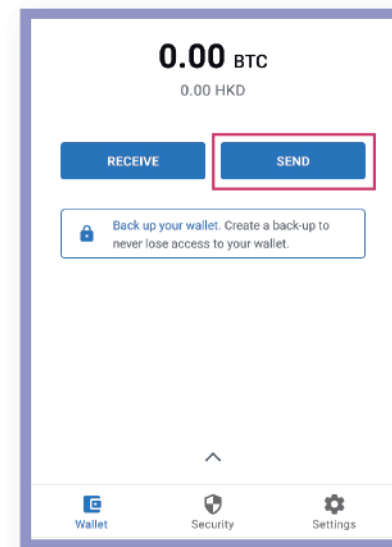 0.00 BTC
0.00 HKD
RECEIVE SEND
Back up your wallet. Create a back-up to
never lose access to your wallet.
Wallet Security Settings